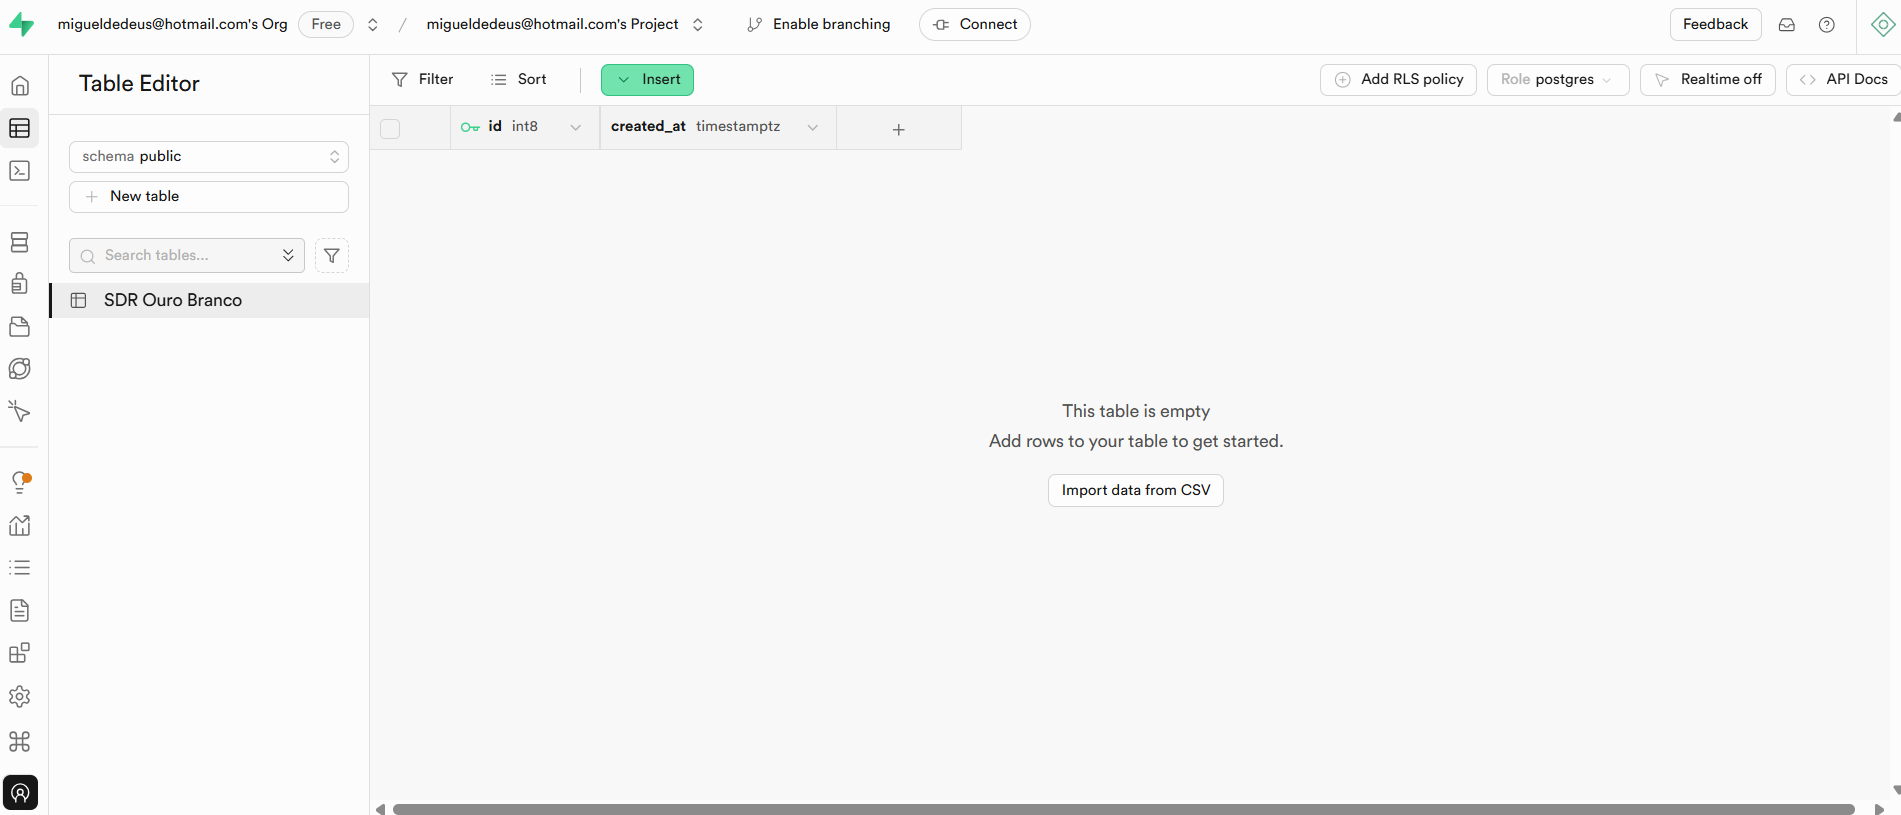 migueldedeus@hotmail.com's Org Free / migueldedeus@hotmail.com's Project Enable branching Connect Feedback
Table Editor
Filter Sort Insert Add RLS policy Role postgres Realtime off API Docs
id int8 created_at timestamptz
schema public
New table
Search tables...
SDR Ouro Branco
This table is empty
Add rows to your table to get started.
Import data from CSV